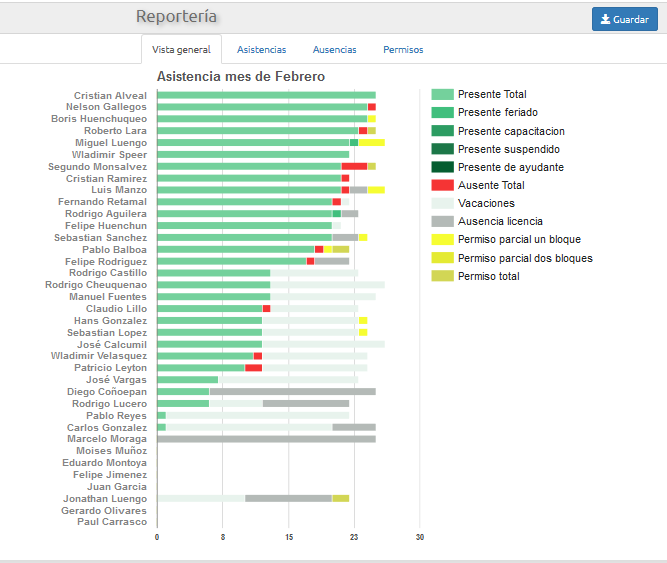 Reportería
Guardar
Vista general
Asistencias
Ausencias
Permisos
Asistencia mes de Febrero
Cristian Alveal
Nelson Gallegos
Boris Huenchuqueo
Roberto Lara
Miguel Luengo
Wladimir Speer
Segundo Monsalvez
Cristian Ramirez
Luis Manzo
Fernando Retamal
Rodrigo Aguilera
Felipe Huenchun
Sebastian Sanchez
Pablo Balboa
Felipe Rodriguez
Rodrigo Castillo
Rodrigo Cheuquenao
Manuel Fuentes
Claudio Lillo
Hans Gonzalez
Sebastian Lopez
José Calcumil
Wladimir Velasquez
Patricio Leyton
José Vargas
Diego Coñoepan
Rodrigo Lucero
Pablo Reyes
Carlos Gonzalez
Marcelo Moraga
Moises Muñoz
Eduardo Montoya
Felipe Jimenez
Juan Garcia
Jonathan Luengo
Gerardo Olivares
Paul Carrasco
0 8 15 23 30
Presente Total
Presente feriado
Presente capacitacion
Presente suspendido
Presente de ayudante
Ausente Total
Vacaciones
Ausencia licencia
Permiso parcial un bloque
Permiso parcial dos bloques
Permiso total